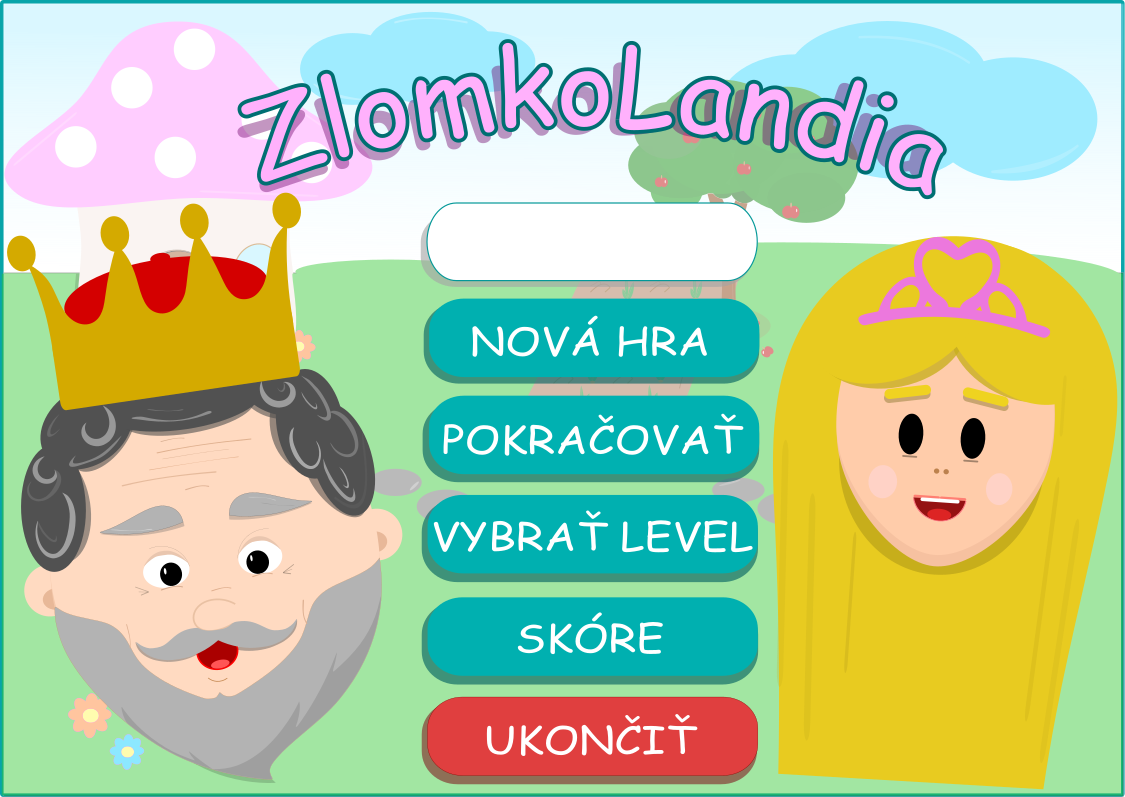 ZlomkoLandia
NOVÁ HRA
POKRAČOVAŤ
VYBRAŤ LEVEL
SKÓRE
UKONČIŤ